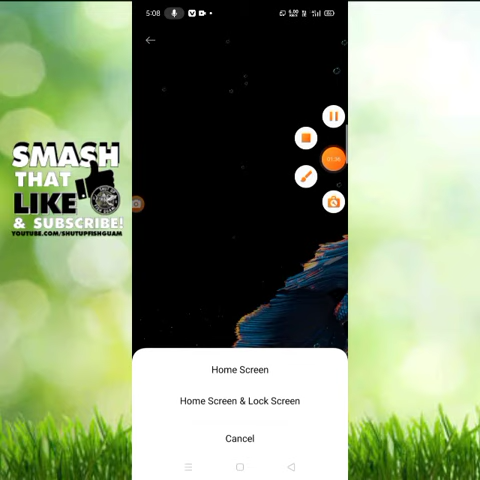 5:08
SMASH
THAT
LIKE
& SUBSCRIBE!
YOUTUBE.COM/SHUTUPFISHGUAM
Home Screen
Home Screen & Lock Screen
Cancel